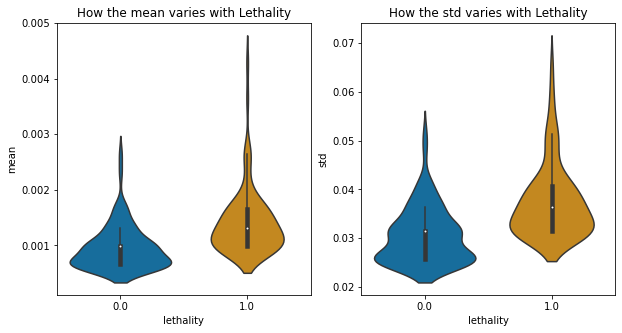 How the mean varies with Lethality
mean
0.005
0.004
0.003
0.002
0.001
0.0
1.0
lethality
How the std varies with Lethality
std
0.07
0.06
0.05
0.04
0.03
0.02
0.0
1.0
lethality